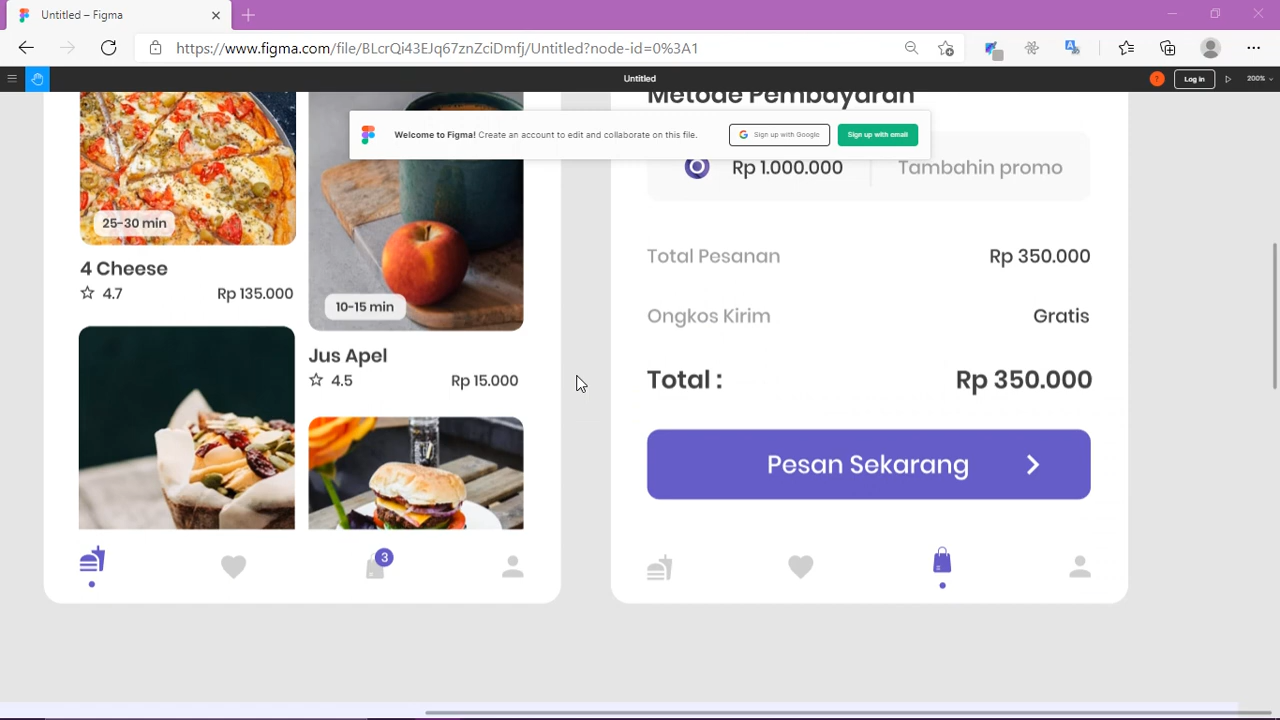 Untitled – Figma
https://www.figma.com/file/BLcrQi43EJq67znZciDmfj/Untitled?node-id=0%3A1
Untitled
?
Log in
200%
Welcome to Figma! Create an account to edit and collaborate on this file.
Sign up with Google
Sign up with email
25-30 min
4 Cheese
4.7
Rp 135.000
10-15 min
Jus Apel
4.5
Rp 15.000
3
Metode Pembayaran
Rp 1.000.000
Tambahin promo
Total Pesanan
Rp 350.000
Ongkos Kirim
Gratis
Total :
Rp 350.000
Pesan Sekarang